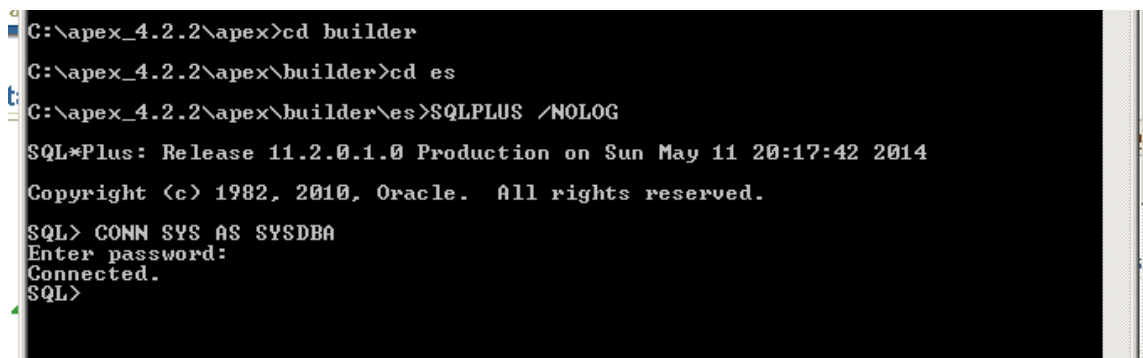 C:\apex_4.2.2\apex>cd builder
C:\apex_4.2.2\apex\builder>cd es
C:\apex_4.2.2\apex\builder\es>SQLPLUS /NOLOG
SQL*Plus: Release 11.2.0.1.0 Production on Sun May 11 20:17:42 2014
Copyright (c) 1982, 2010, Oracle.  All rights reserved.
SQL> CONN SYS AS SYSDBA
Enter password:
Connected.
SQL>